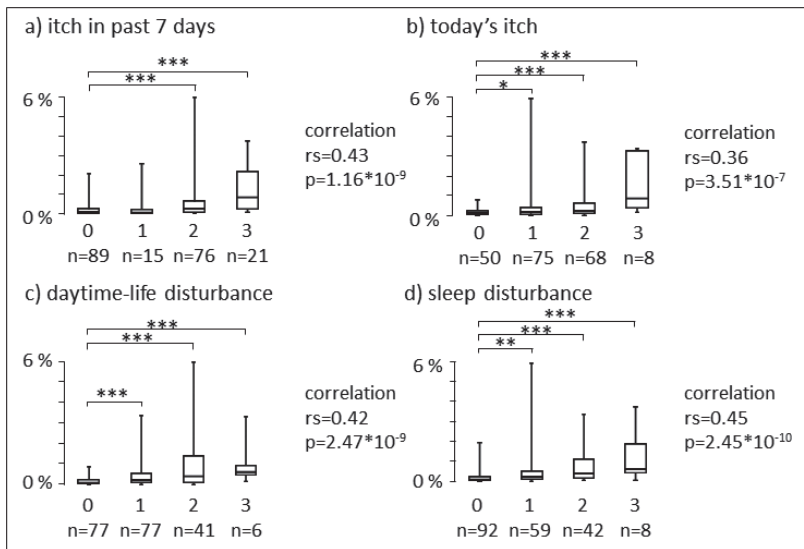 a) itch in past 7 days
***
***
6 %
0 %
0 1 2 3
n=89 n=15 n=76 n=21
correlation
rs=0.43
p=1.16*10-9
b) today's itch
***
***
*
6 %
0 %
0 1 2 3
n=50 n=75 n=68 n=8
correlation
rs=0.36
p=3.51*10-7
c) daytime-life disturbance
***
***
***
6 %
0 %
0 1 2 3
n=77 n=77 n=41 n=6
correlation
rs=0.42
p=2.47*10-9
d) sleep disturbance
***
***
**
6 %
0 %
0 1 2 3
n=92 n=59 n=42 n=8
correlation
rs=0.45
p=2.45*10-10